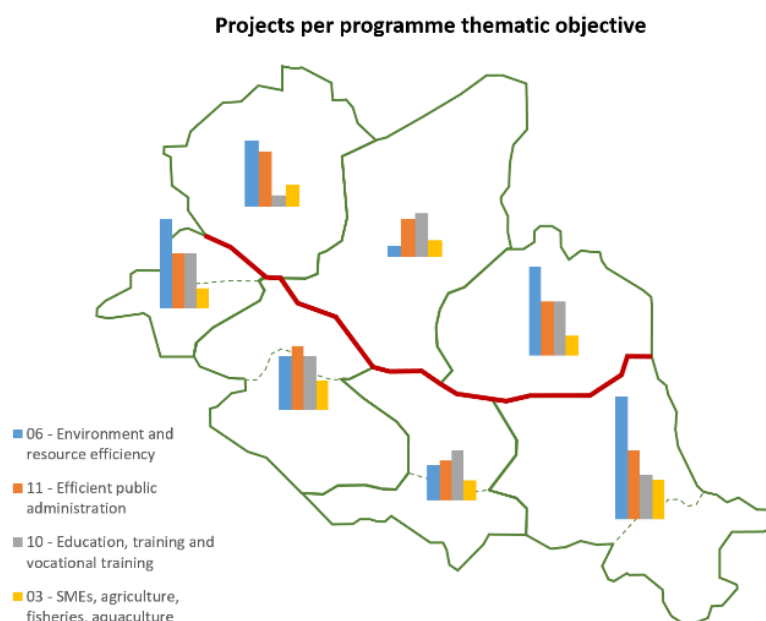 Projects per programme thematic objective
06 - Environment and
resource efficiency
11 - Efficient public
administration
10 - Education, training and
vocational training
03 - SMEs, agriculture,
fisheries, aquaculture